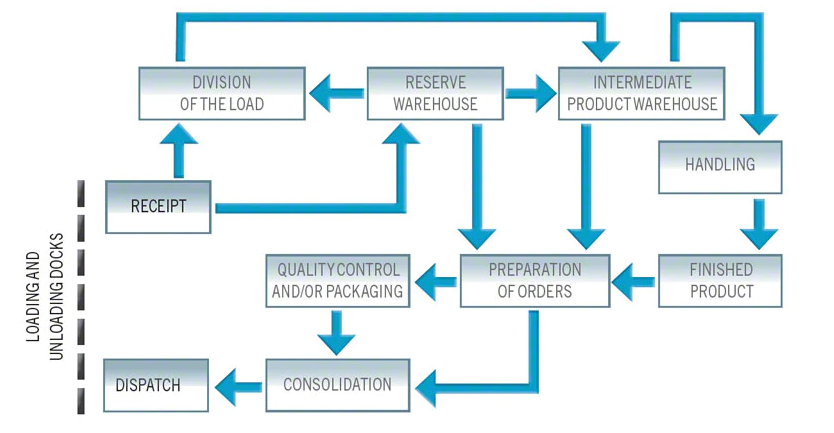 DIVISION
OF THE LOAD
RESERVE
WAREHOUSE
INTERMEDIATE
PRODUCT WAREHOUSE
HANDLING
RECEIPT
LOADING AND
UNLOADING DOCKS
QUALITY CONTROL
AND/OR PACKAGING
PREPARATION
OF ORDERS
FINISHED
PRODUCT
DISPATCH
CONSOLIDATION